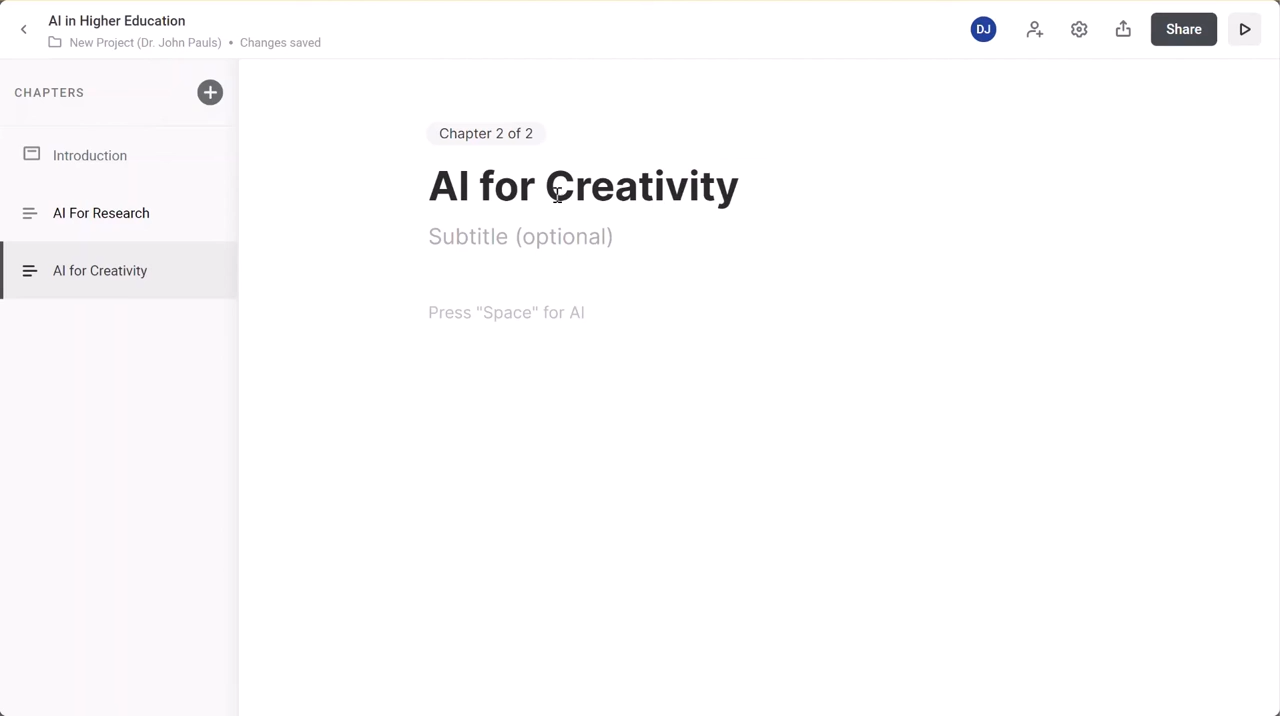 AI in Higher Education
New Project (Dr. John Pauls) • Changes saved
DJ
Share
CHAPTERS
Introduction
AI For Research
AI for Creativity
Chapter 2 of 2
AI for Creativity
Subtitle (optional)
Press "Space" for AI